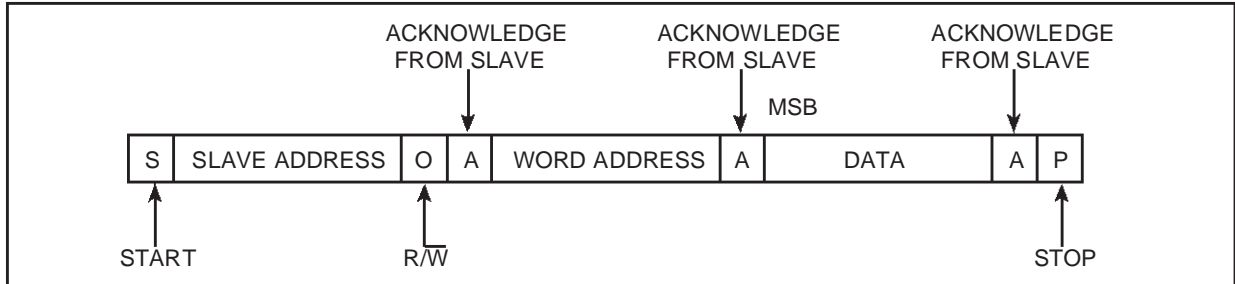 ACKNOWLEDGE ACKNOWLEDGE ACKNOWLEDGE
FROM SLAVE FROM SLAVE FROM SLAVE
MSB
S SLAVE ADDRESS O A WORD ADDRESS A DATA A P
START R/W̅ STOP